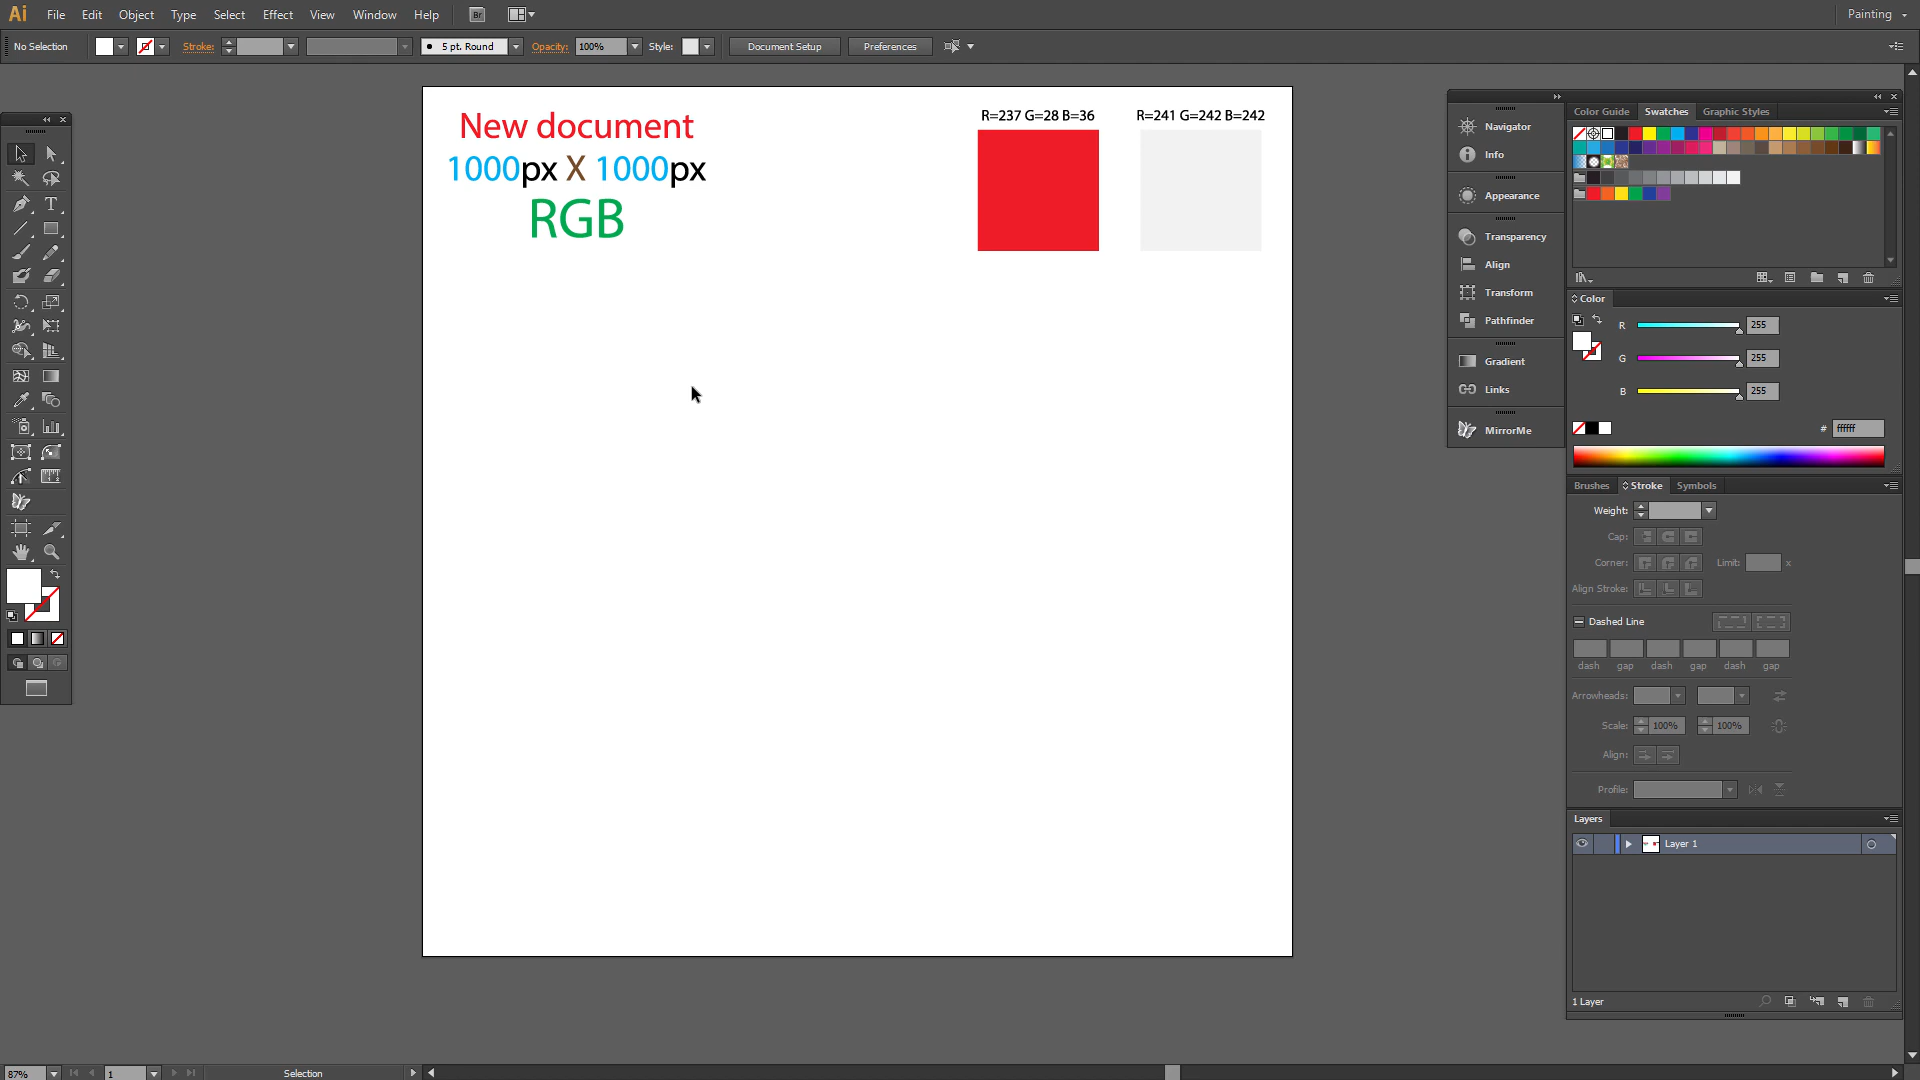 Ai File Edit Object Type Select Effect View Window Help Br Painting
No Selection Stroke: 5 pt. Round Opacity: 100% Style: Document Setup Preferences
New document
1000px X 1000px
RGB
R=237 G=28 B=36
R=241 G=242 B=242
Navigator
Info
Appearance
Transparency
Align
Transform
Pathfinder
Gradient
Links
MirrorMe
Color Guide Swatches Graphic Styles
Color
R 255
G 255
B 255
# ffffff
Brushes Stroke Symbols
Weight:
Cap:
Corner: Limit: x
Align Stroke:
Dashed Line
dash gap dash gap dash gap
Arrowheads:
Scale: 100% 100%
Align:
Profile:
Layers
Layer 1
1 Layer
87% 1 Selection